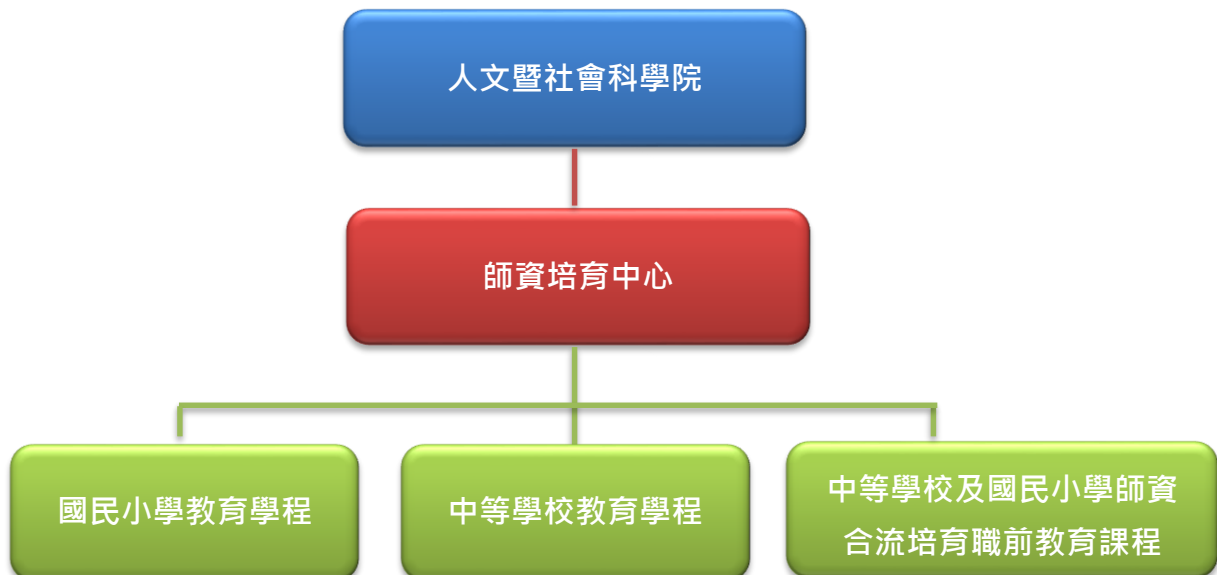 人文暨社會科學院
師資培育中心
國民小學教育學程
中等學校教育學程
中等學校及國民小學師資
合流培育職前教育課程